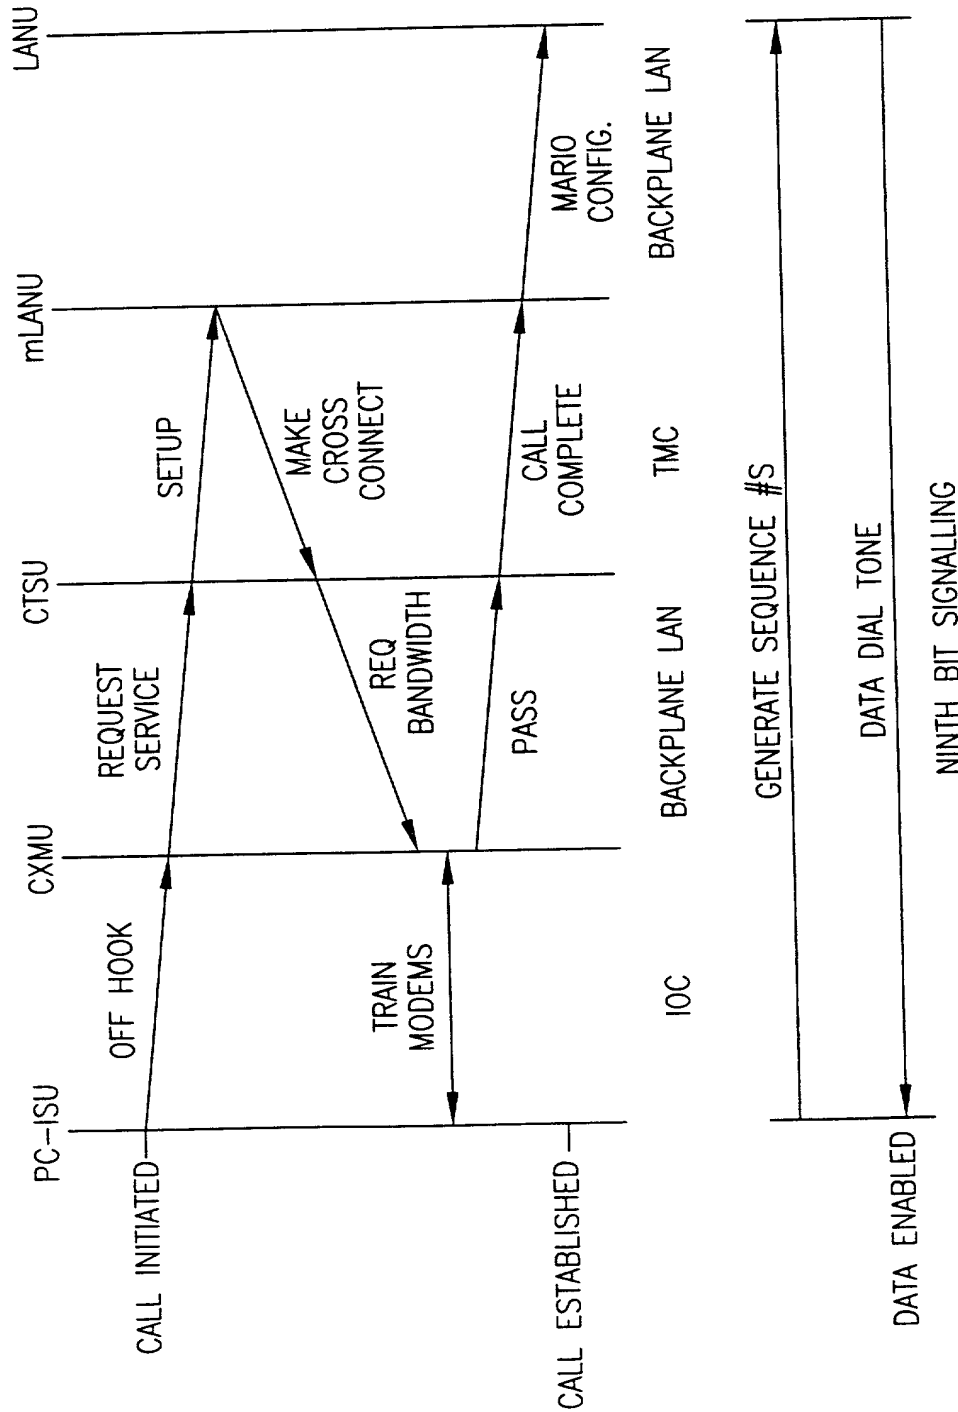 PC-ISU
CXMU
CTSU
mLANU
LANU
CALL INITIATED
OFF HOOK
REQUEST
SERVICE
SETUP
MAKE
CROSS
CONNECT
REQ
BANDWIDTH
TRAIN
MODEMS
PASS
CALL
COMPLETE
MARIO
CONFIG.
CALL ESTABLISHED
IOC
BACKPLANE LAN
TMC
BACKPLANE LAN
GENERATE SEQUENCE #S
DATA DIAL TONE
DATA ENABLED
NINTH BIT SIGNALLING